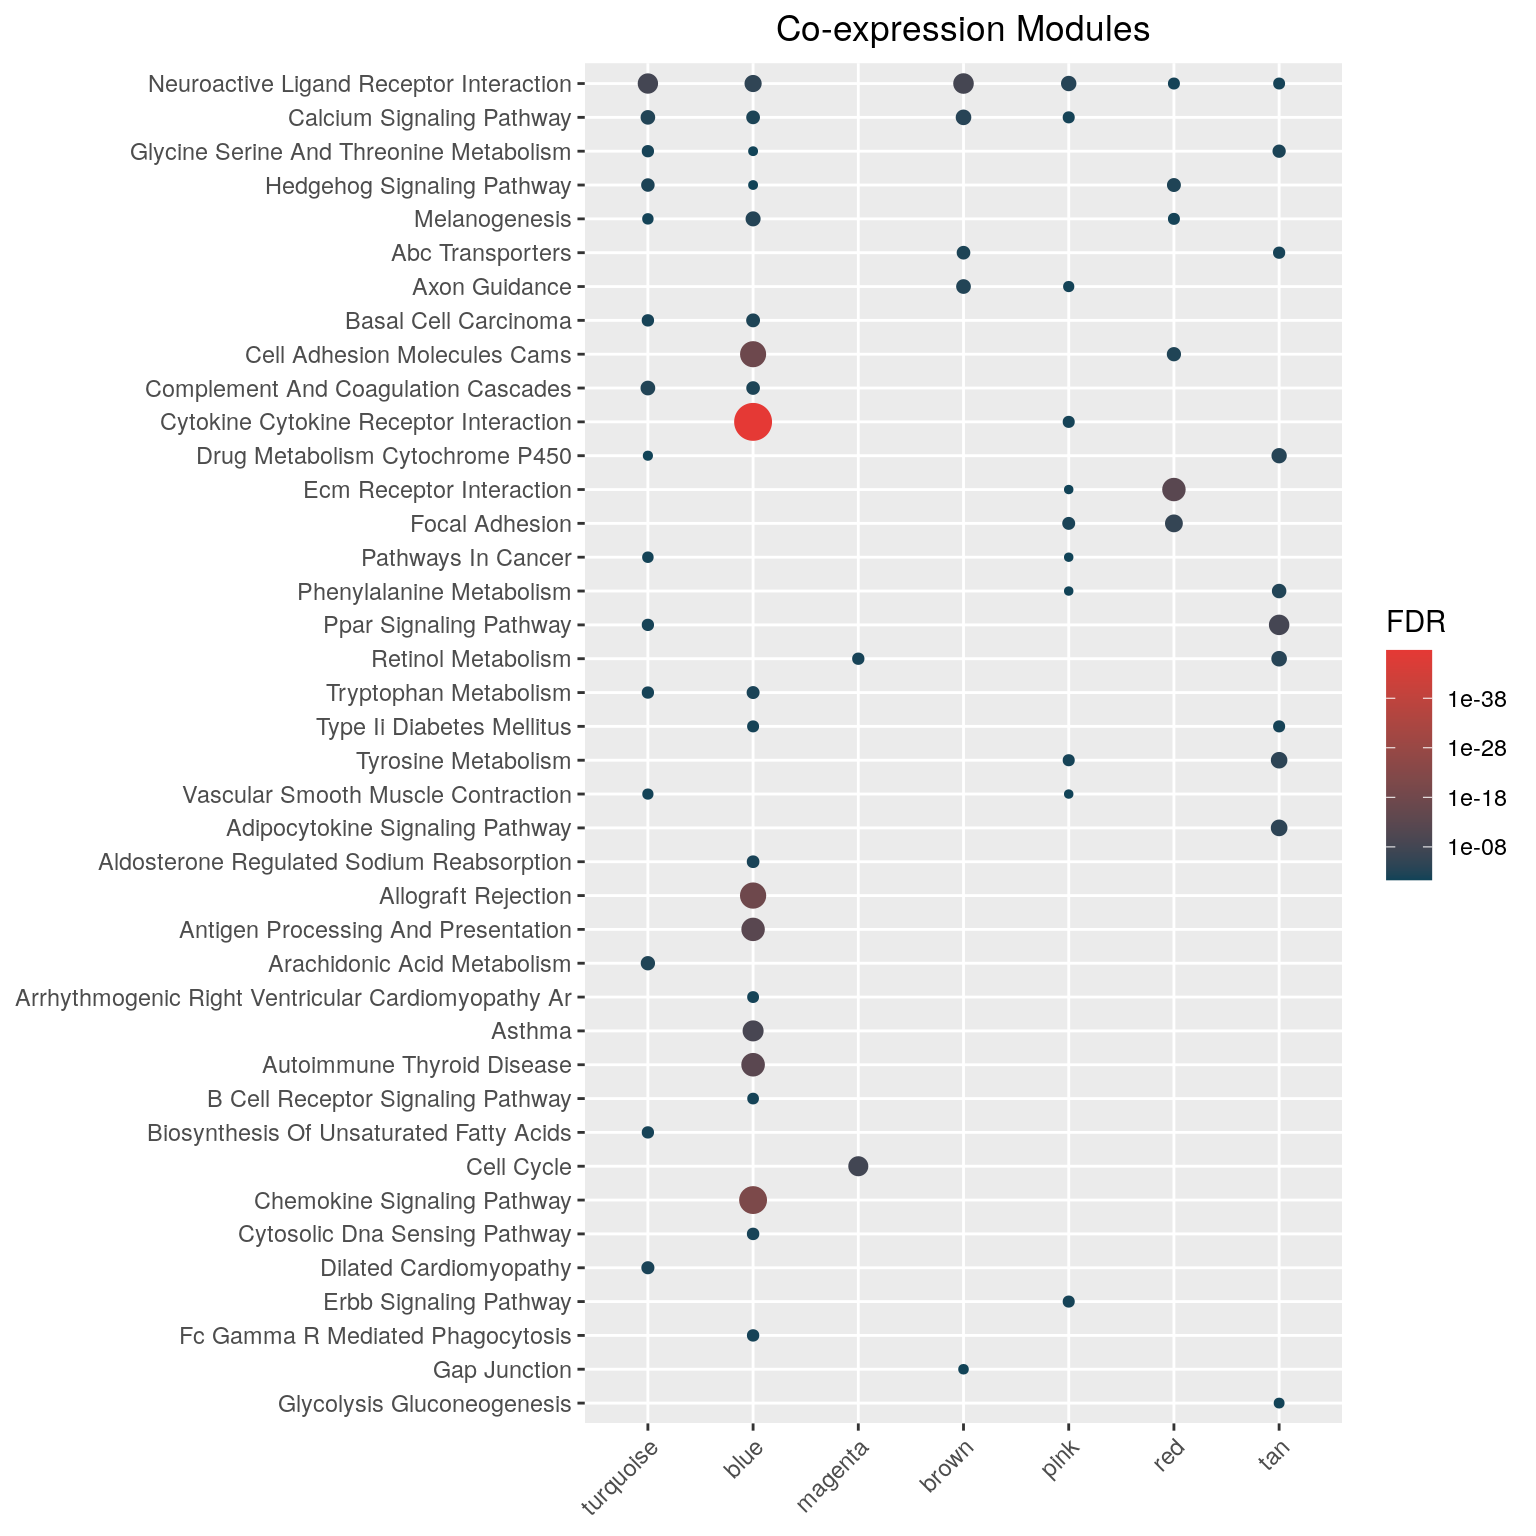 Co-expression Modules
Neuroactive Ligand Receptor Interaction
Calcium Signaling Pathway
Glycine Serine And Threonine Metabolism
Hedgehog Signaling Pathway
Melanogenesis
Abc Transporters
Axon Guidance
Basal Cell Carcinoma
Cell Adhesion Molecules Cams
Complement And Coagulation Cascades
Cytokine Cytokine Receptor Interaction
Drug Metabolism Cytochrome P450
Ecm Receptor Interaction
Focal Adhesion
Pathways In Cancer
Phenylalanine Metabolism
Ppar Signaling Pathway
Retinol Metabolism
Tryptophan Metabolism
Type Ii Diabetes Mellitus
Tyrosine Metabolism
Vascular Smooth Muscle Contraction
Adipocytokine Signaling Pathway
Aldosterone Regulated Sodium Reabsorption
Allograft Rejection
Antigen Processing And Presentation
Arachidonic Acid Metabolism
Arrhythmogenic Right Ventricular Cardiomyopathy Ar
Asthma
Autoimmune Thyroid Disease
B Cell Receptor Signaling Pathway
Biosynthesis Of Unsaturated Fatty Acids
Cell Cycle
Chemokine Signaling Pathway
Cytosolic Dna Sensing Pathway
Dilated Cardiomyopathy
Erbb Signaling Pathway
Fc Gamma R Mediated Phagocytosis
Gap Junction
Glycolysis Gluconeogenesis
turquoise
blue
magenta
brown
pink
red
tan
FDR
1e-38
1e-28
1e-18
1e-08